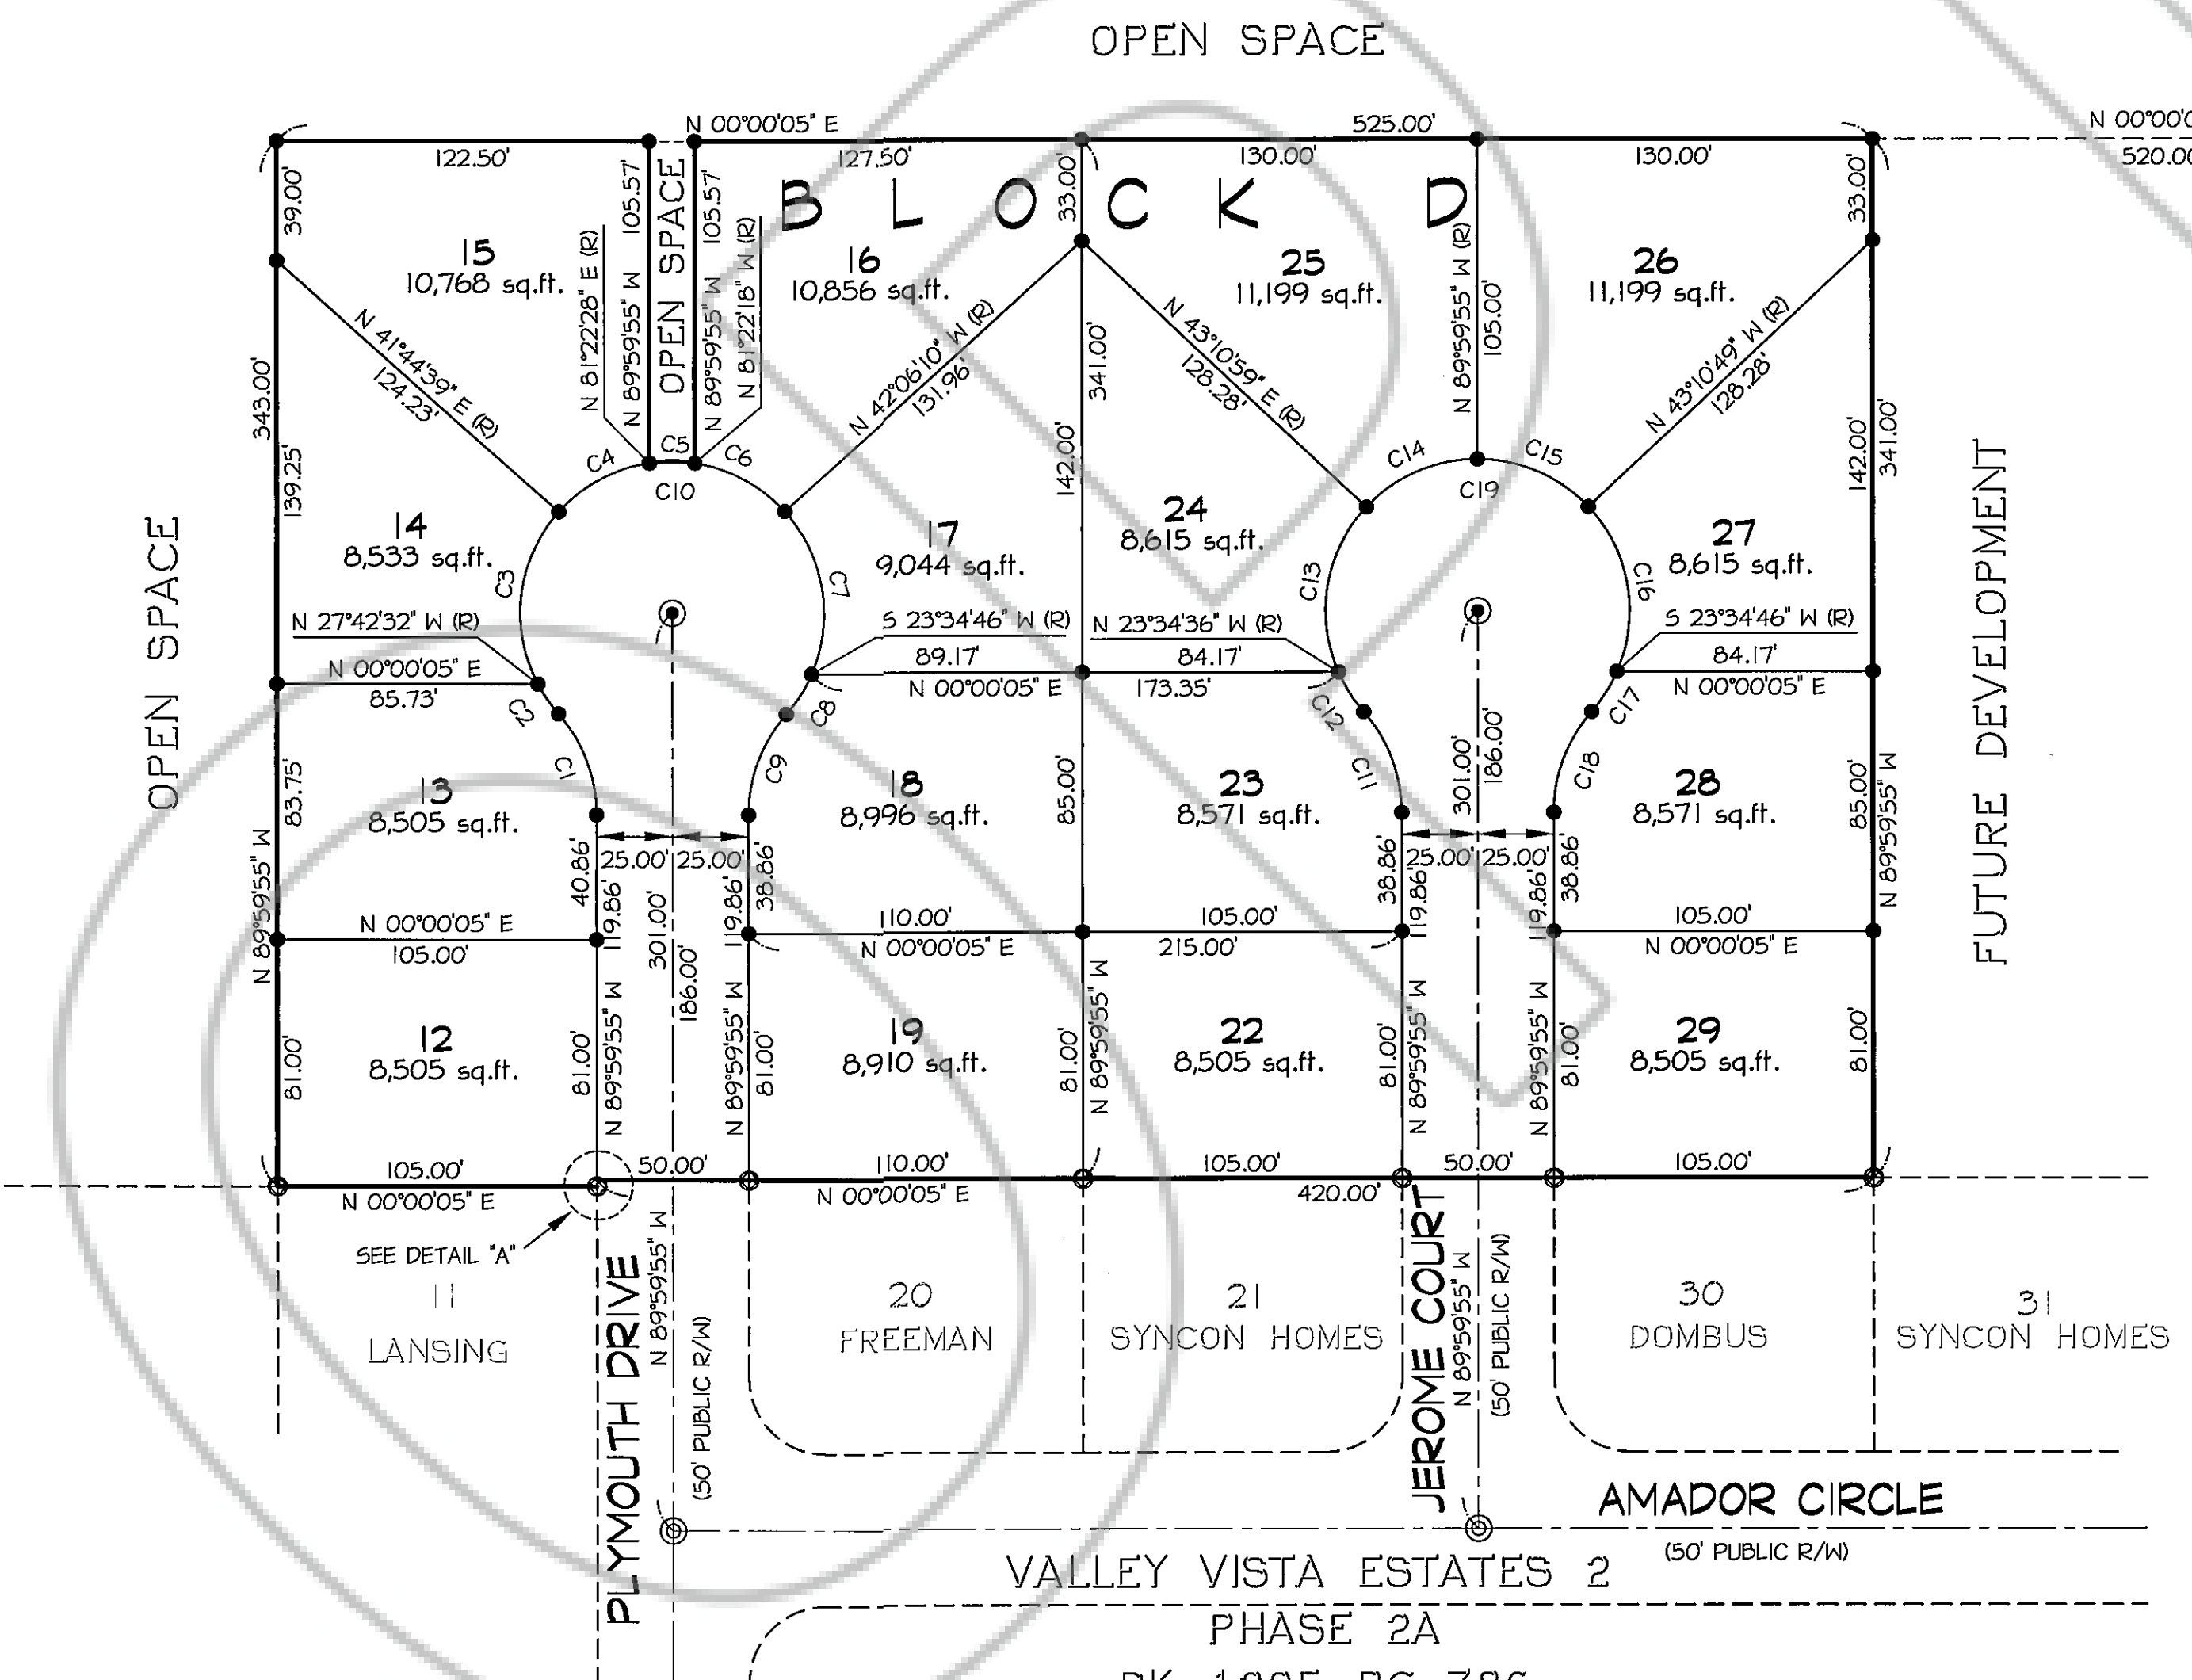 OPEN SPACE
N 00°00'05" E
525.00'
N 00°00'0
122.50'
127.50'
130.00'
130.00'
520.00
39.00'
105.57'
OPEN SPACE
105.57'
BLOCK D
33.00'
33.00'
15
10,768 sq.ft.
N 81°22'28" E (R)
N 89°59'55" W
N 89°59'55" W
N 81°22'18" W (R)
16
10,856 sq.ft.
25
11,199 sq.ft.
N 89°59'55" W (R)
105.00'
26
11,199 sq.ft.
N 41°44'39" E (R)
124.23'
N 42°06'10" W (R)
131.96'
341.00'
N 43°10'59" E (R)
128.28'
N 43°10'49" W (R)
128.28'
343.00'
139.25'
C4
C5
C6
C10
142.00'
C14
C15
C19
142.00'
341.00'
OPEN SPACE
14
8,533 sq.ft.
C3
C7
17
9,044 sq.ft.
24
8,615 sq.ft.
C13
C16
27
8,615 sq.ft.
FUTURE DEVELOPMENT
N 27°42'32" W (R)
S 23°34'46" W (R)
N 23°34'36" W (R)
S 23°34'46" W (R)
N 00°00'05" E
85.73'
89.17'
N 00°00'05" E
84.17'
173.35'
84.17'
N 00°00'05" E
C2
C8
C12
C17
C1
C9
C11
C18
83.75'
13
8,505 sq.ft.
18
8,996 sq.ft.
85.00'
23
8,571 sq.ft.
301.00'
186.00'
28
8,571 sq.ft.
85.00'
N 89°59'55" W
N 89°59'55" W
40.86'
25.00'
25.00'
38.86'
38.86'
25.00'
25.00'
38.86'
119.86'
119.86'
119.86'
119.86'
301.00'
186.00'
N 00°00'05" E
105.00'
110.00'
N 00°00'05" E
105.00'
215.00'
105.00'
N 00°00'05" E
81.00'
12
8,505 sq.ft.
81.00'
N 89°59'55" W
N 89°59'55" W
81.00'
19
8,910 sq.ft.
81.00'
N 89°59'55" W
22
8,505 sq.ft.
81.00'
N 89°59'55" W
N 89°59'55" W
81.00'
29
8,505 sq.ft.
81.00'
105.00'
N 00°00'05" E
50.00'
110.00'
N 00°00'05" E
105.00'
420.00'
50.00'
105.00'
SEE DETAIL "A"
11
LANSING
PLYMOUTH DRIVE
N 89°59'55" W
(50' PUBLIC R/W)
20
FREEMAN
21
SYNCON HOMES
JEROME COURT
N 89°59'55" W
(50' PUBLIC R/W)
30
DOMBUS
31
SYNCON HOMES
AMADOR CIRCLE
(50' PUBLIC R/W)
VALLEY VISTA ESTATES 2
PHASE 2A